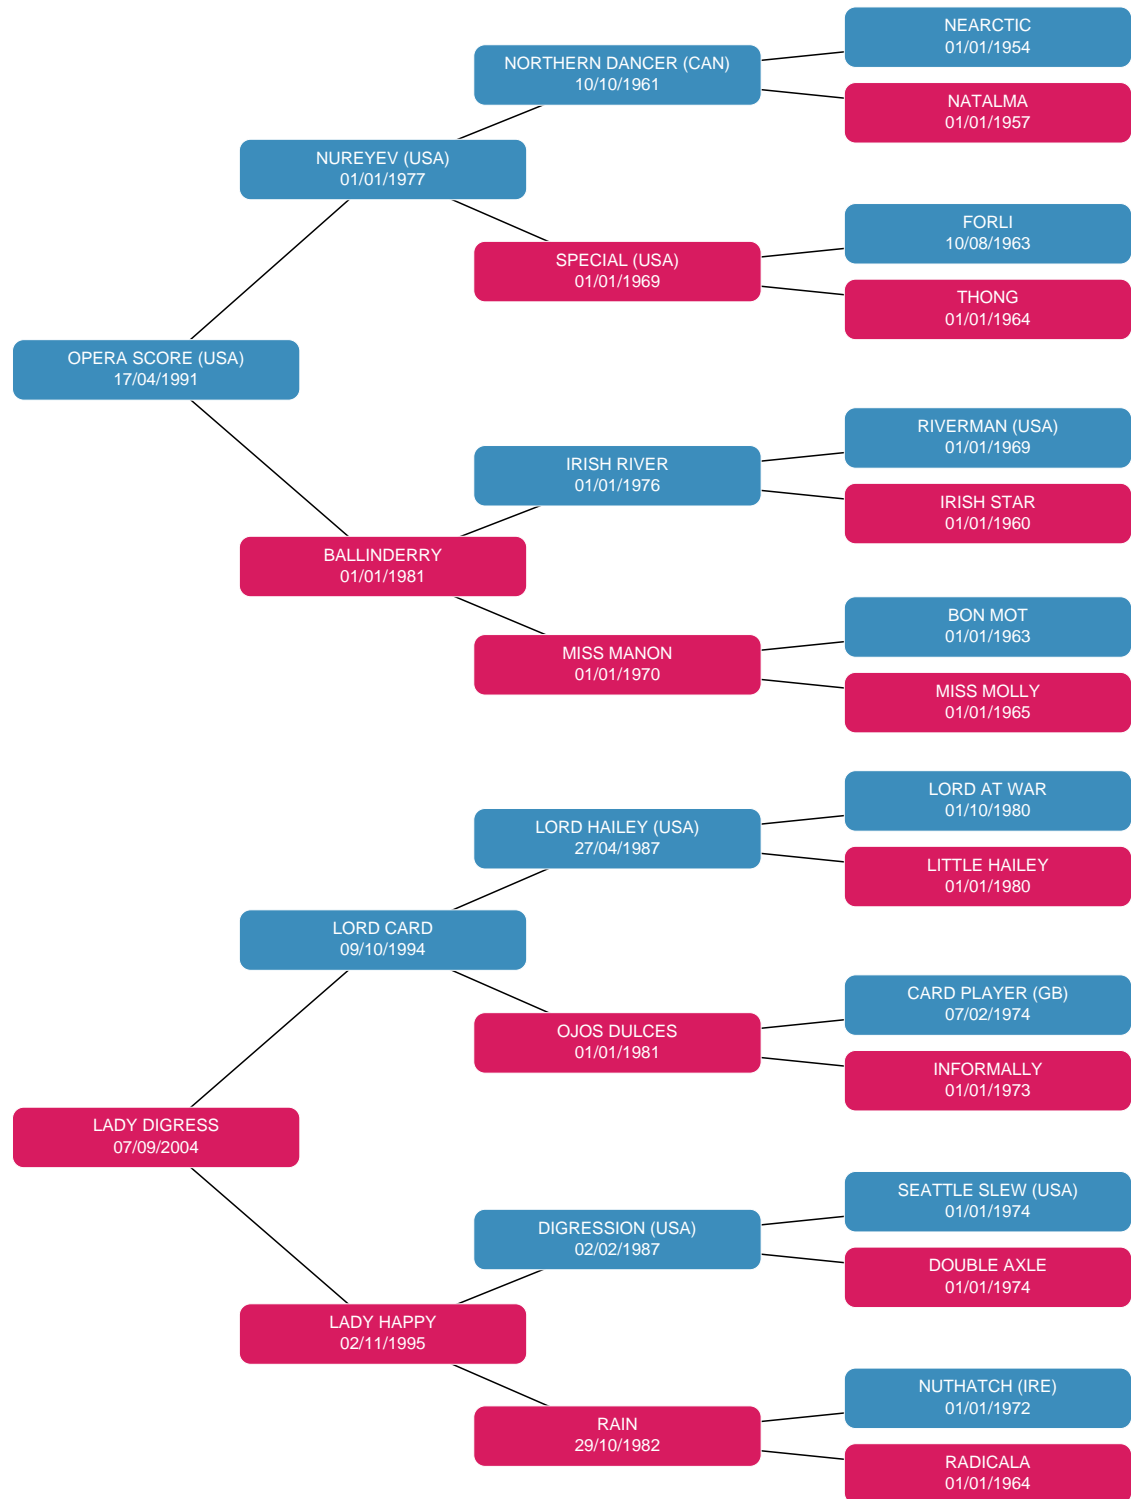 NEARCTIC
01/01/1954
NORTHERN DANCER (CAN)
10/10/1961
NATALMA
01/01/1957
NUREYEV (USA)
01/01/1977
FORLI
10/08/1963
SPECIAL (USA)
01/01/1969
THONG
01/01/1964
OPERA SCORE (USA)
17/04/1991
RIVERMAN (USA)
01/01/1969
IRISH RIVER
01/01/1976
IRISH STAR
01/01/1960
BALLINDERRY
01/01/1981
BON MOT
01/01/1963
MISS MANON
01/01/1970
MISS MOLLY
01/01/1965
LORD AT WAR
01/10/1980
LORD HAILEY (USA)
27/04/1987
LITTLE HAILEY
01/01/1980
LORD CARD
09/10/1994
CARD PLAYER (GB)
07/02/1974
OJOS DULCES
01/01/1981
INFORMALLY
01/01/1973
LADY DIGRESS
07/09/2004
SEATTLE SLEW (USA)
01/01/1974
DIGRESSION (USA)
02/02/1987
DOUBLE AXLE
01/01/1974
LADY HAPPY
02/11/1995
NUTHATCH (IRE)
01/01/1972
RAIN
29/10/1982
RADICALA
01/01/1964